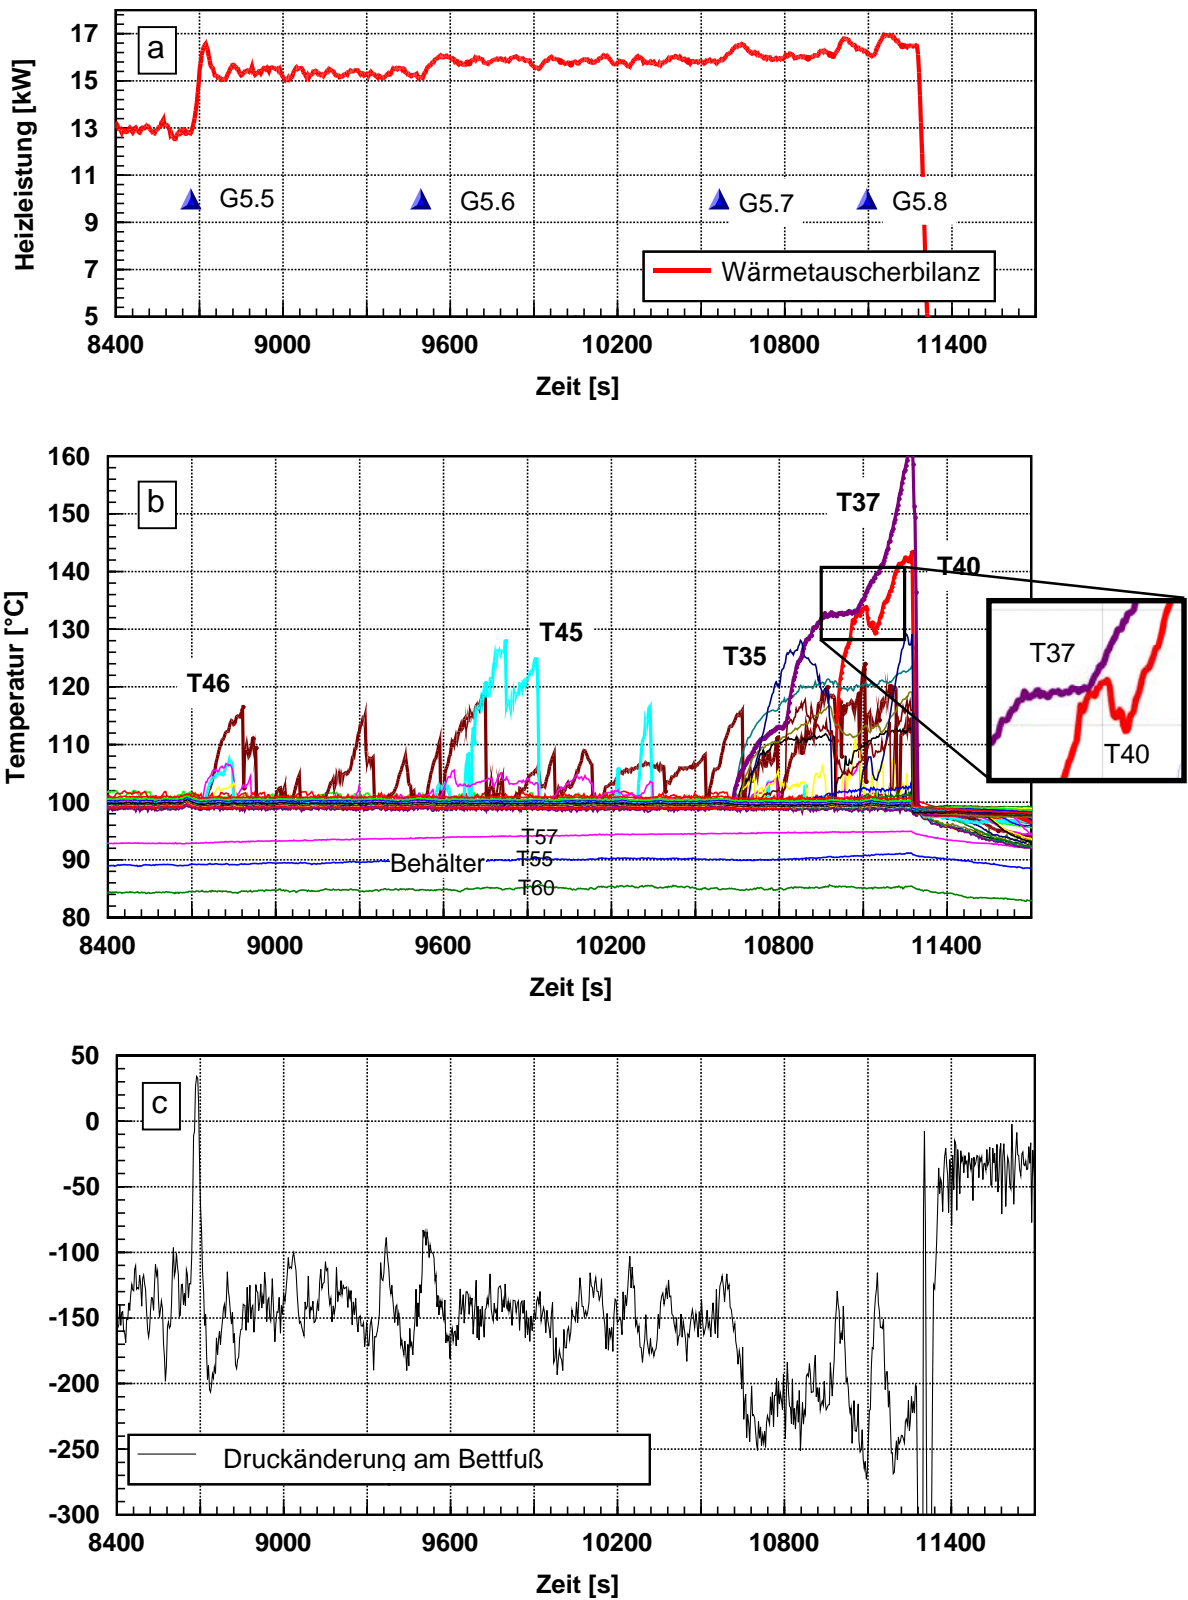 a
17
15
13
11
9
7
5
Heizleistung [kW]
G5.5
G5.6
G5.7
G5.8
Wärmetauscherbilanz
8400 9000 9600 10200 10800 11400
Zeit [s]
b
160
150
140
130
120
110
100
90
80
Temperatur [°C]
T37
T40
T45
T35
T46
T37
T40
T57
Behälter
T55
T60
8400 9000 9600 10200 10800 11400
Zeit [s]
c
50
0
-50
-100
-150
-200
-250
-300
Druckänderung am Bettfuß
8400 9000 9600 10200 10800 11400
Zeit [s]